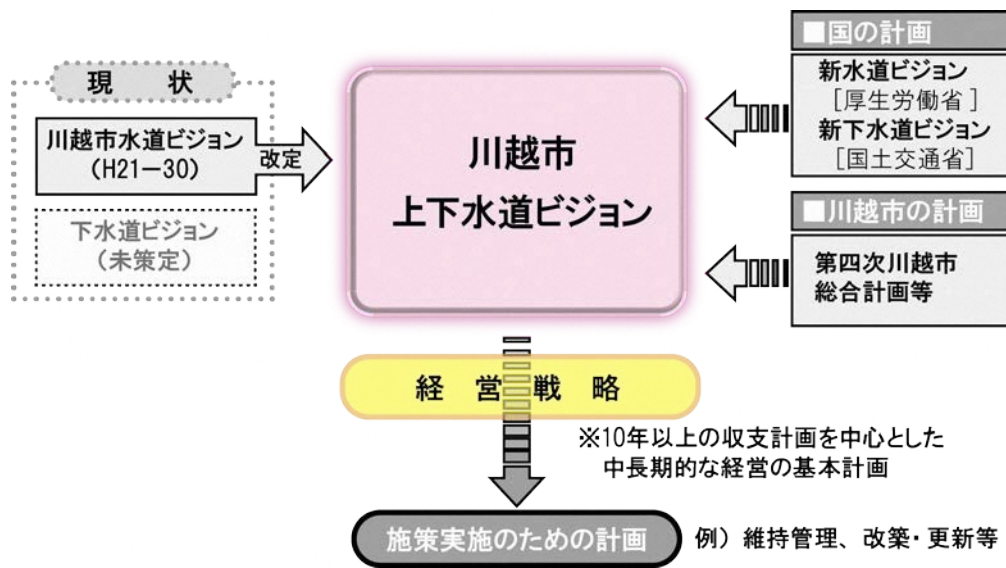 現　状
川越市水道ビジョン
(H21－30)
改定
下水道ビジョン
(未策定)
川越市
上下水道ビジョン
■国の計画
新水道ビジョン
[厚生労働省]
新下水道ビジョン
[国土交通省]
■川越市の計画
第四次川越市
総合計画等
経　営　戦　略
※10年以上の収支計画を中心とした
中長期的な経営の基本計画
施策実施のための計画
例）維持管理、改築・更新等